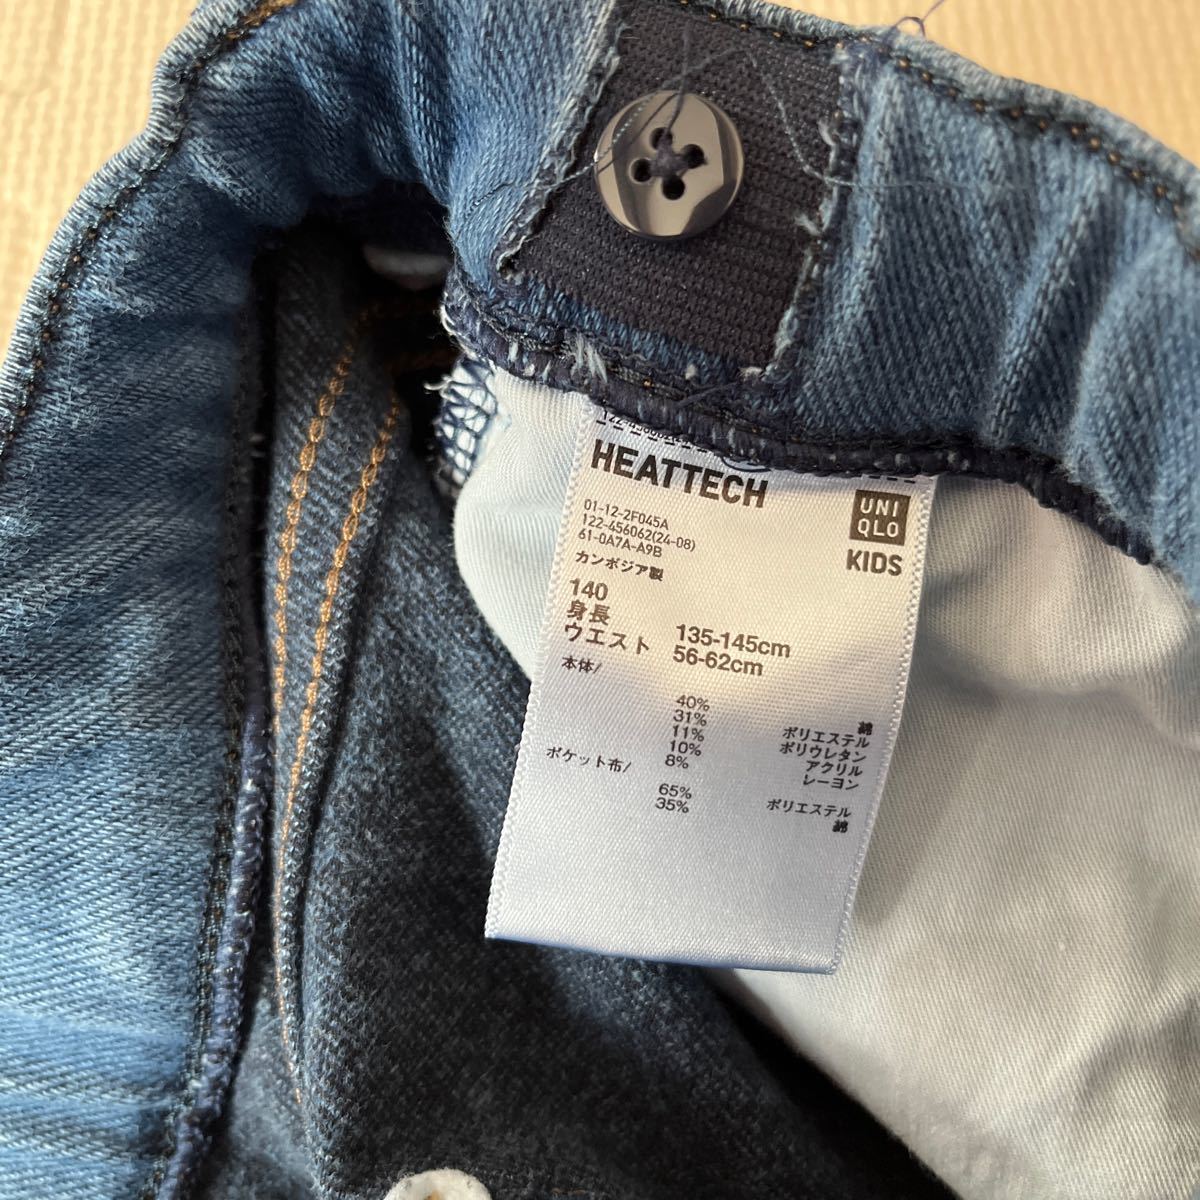 HEATTECH
UNI
QLO
KIDS
01-12-2F045A
122-456062(24-08)
61-0A7A-A9B
カンボジア製
140
身長 135-145cm
ウエスト 56-62cm
本体/
40% 綿
31% ポリエステル
11% ポリウレタン
10% アクリル
8% レーヨン
ポケット布/
65% ポリエステル
35% 綿